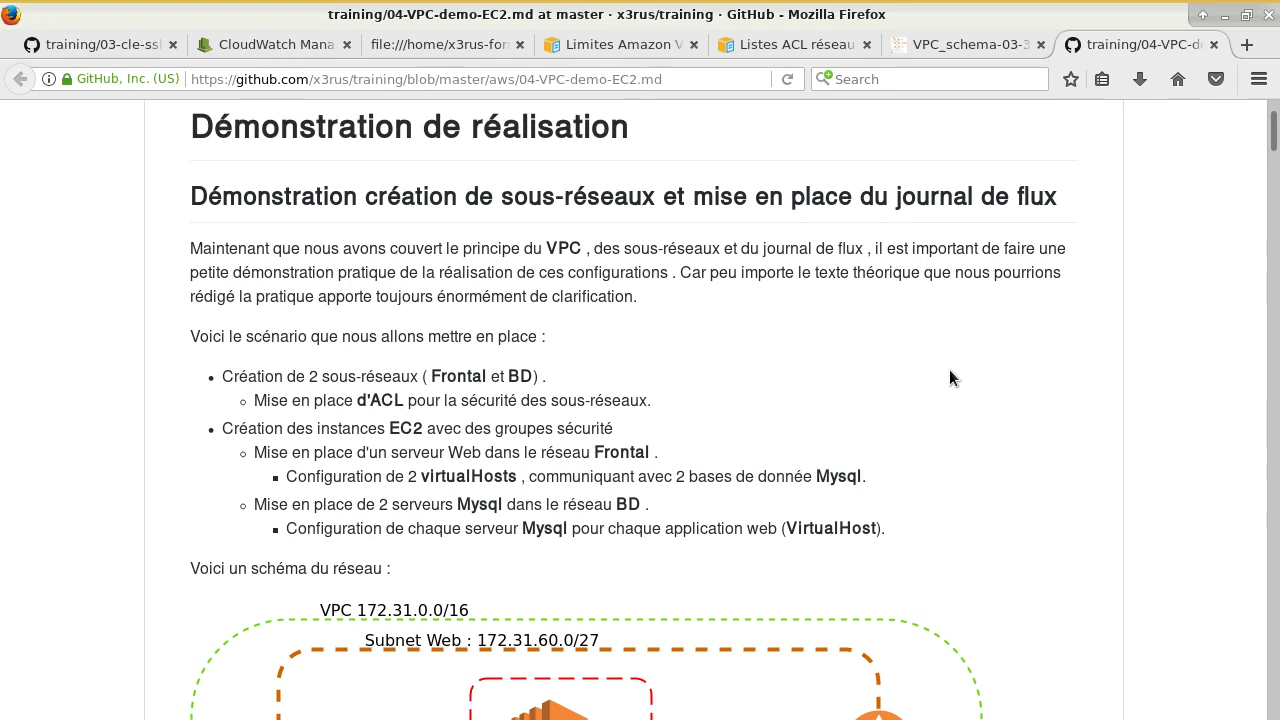 training/04-VPC-demo-EC2.md at master · x3rus/training · GitHub - Mozilla Firefox
training/03-cle-ssl
CloudWatch Mana
file:///home/x3rus-for
Limites Amazon V
Listes ACL réseau
VPC_schema-03-3
training/04-VPC-d
GitHub, Inc. (US)
https://github.com/x3rus/training/blob/master/aws/04-VPC-demo-EC2.md
Search
Démonstration de réalisation
Démonstration création de sous-réseaux et mise en place du journal de flux
Maintenant que nous avons couvert le principe du VPC , des sous-réseaux et du journal de flux , il est important de faire une
petite démonstration pratique de la réalisation de ces configurations . Car peu importe le texte théorique que nous pourrions
rédigé la pratique apporte toujours énormément de clarification.
Voici le scénario que nous allons mettre en place :
• Création de 2 sous-réseaux ( Frontal et BD) .
◦ Mise en place d'ACL pour la sécurité des sous-réseaux.
• Création des instances EC2 avec des groupes sécurité
◦ Mise en place d'un serveur Web dans le réseau Frontal .
▪ Configuration de 2 virtualHosts , communiquant avec 2 bases de donnée Mysql.
◦ Mise en place de 2 serveurs Mysql dans le réseau BD .
▪ Configuration de chaque serveur Mysql pour chaque application web (VirtualHost).
Voici un schéma du réseau :
VPC 172.31.0.0/16
Subnet Web : 172.31.60.0/27